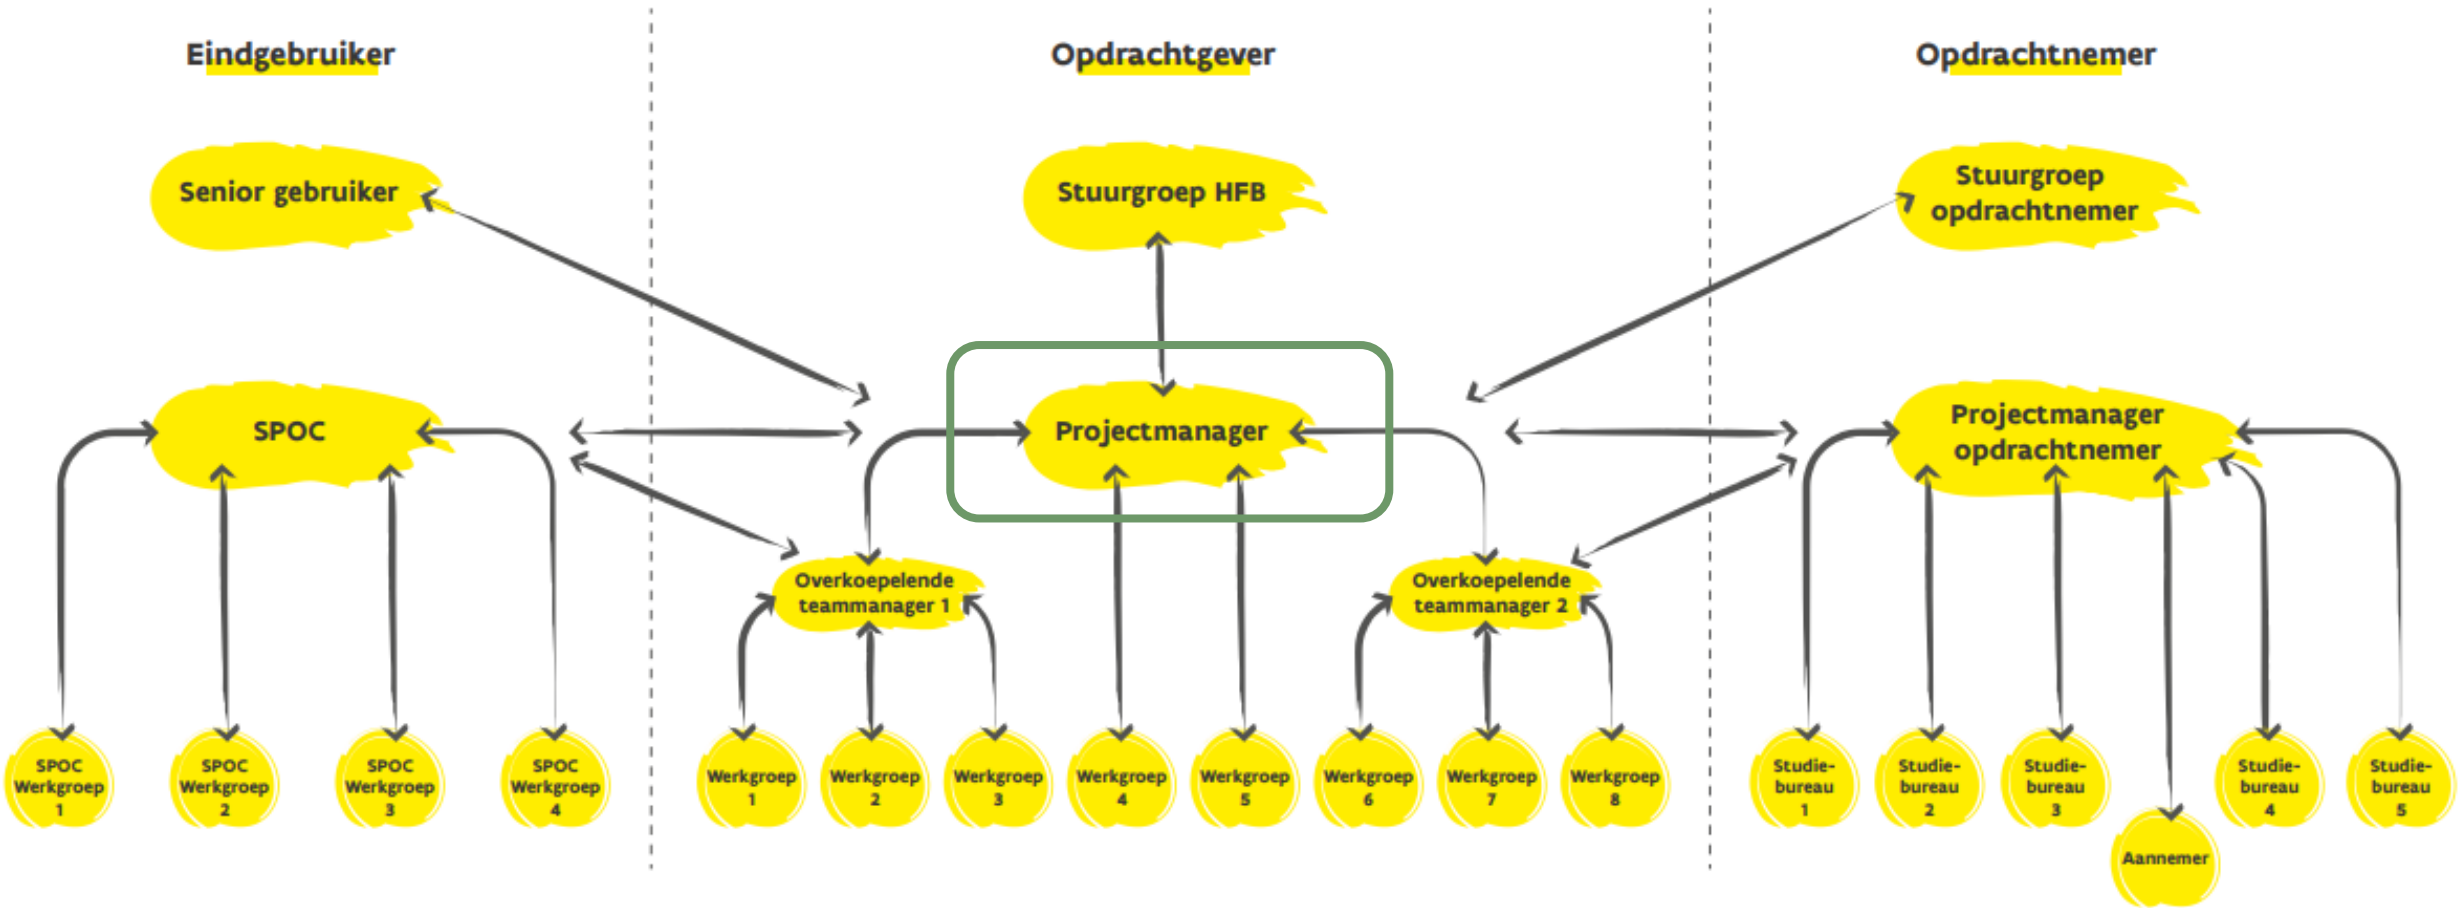 Eindgebruiker
Opdrachtgever
Opdrachtnemer
Senior gebruiker
Stuurgroep HFB
Stuurgroep
opdrachtnemer
SPOC
Projectmanager
Projectmanager
opdrachtnemer
Overkoepelende
teammanager 1
Overkoepelende
teammanager 2
SPOC
Werkgroep
1
SPOC
Werkgroep
2
SPOC
Werkgroep
3
SPOC
Werkgroep
4
Werkgroep
1
Werkgroep
2
Werkgroep
3
Werkgroep
4
Werkgroep
5
Werkgroep
6
Werkgroep
7
Werkgroep
8
Studie-
bureau
1
Studie-
bureau
2
Studie-
bureau
3
Aannemer
Studie-
bureau
4
Studie-
bureau
5